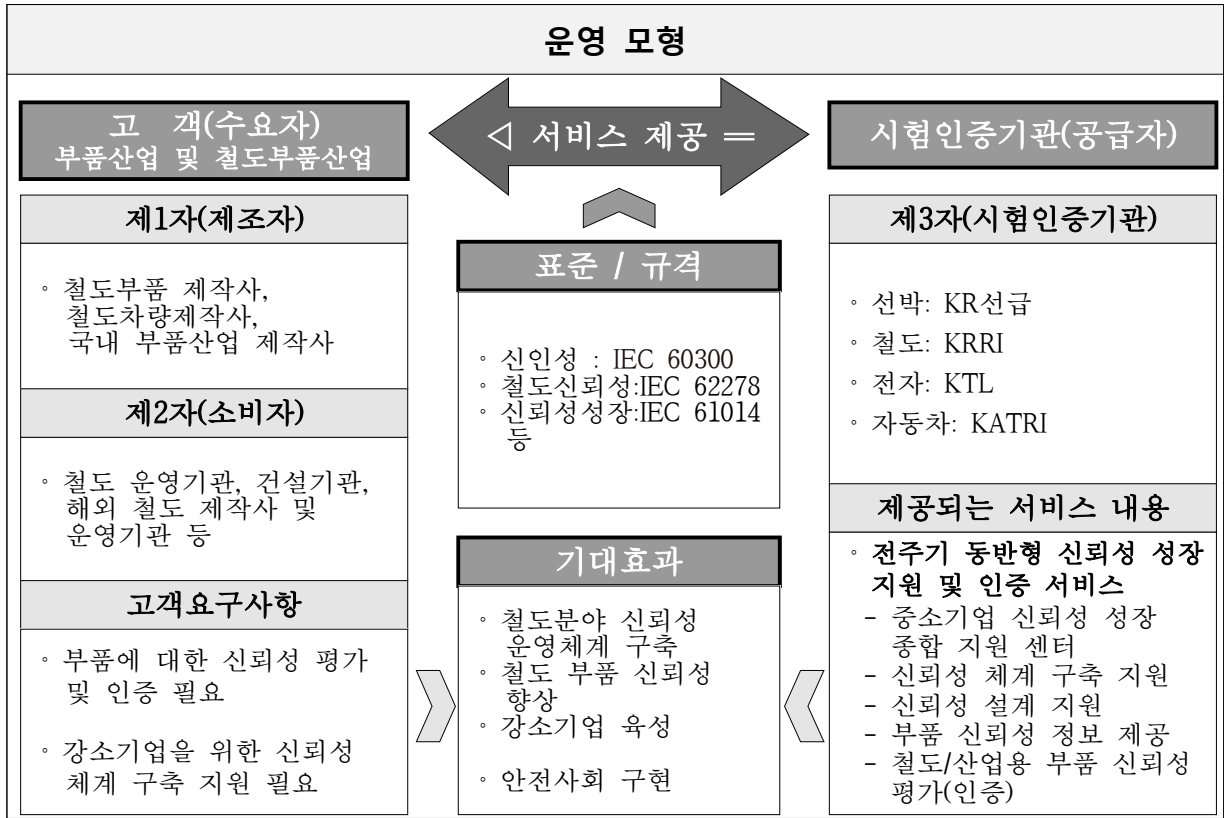 운영 모형
고 객(수요자)
부품산업 및 철도부품산업
제1자(제조자)
◦ 철도부품 제작사,
철도차량제작사,
국내 부품산업 제작사
제2자(소비자)
◦ 철도 운영기관, 건설기관,
해외 철도 제작사 및
운영기관 등
고객요구사항
◦ 부품에 대한 신뢰성 평가
및 인증 필요
◦ 강소기업을 위한 신뢰성
체계 구축 지원 필요
◁ 서비스 제공 =
표준 / 규격
◦ 신인성 : IEC 60300
◦ 철도신뢰성:IEC 62278
◦ 신뢰성성장:IEC 61014
등
기대효과
◦ 철도분야 신뢰성
운영체계 구축
◦ 철도 부품 신뢰성
향상
◦ 강소기업 육성
◦ 안전사회 구현
시험인증기관(공급자)
제3자(시험인증기관)
◦ 선박: KR선급
◦ 철도: KRRI
◦ 전자: KTL
◦ 자동차: KATRI
제공되는 서비스 내용
◦ 전주기 동반형 신뢰성 성장
지원 및 인증 서비스
- 중소기업 신뢰성 성장
종합 지원 센터
- 신뢰성 체계 구축 지원
- 신뢰성 설계 지원
- 부품 신뢰성 정보 제공
- 철도/산업용 부품 신뢰성
평가(인증)